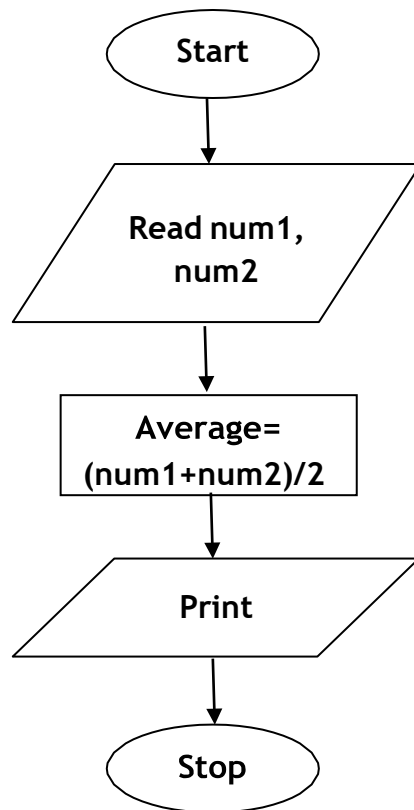 Start
Read num1,
num2
Average=
(num1+num2)/2
Print
Stop